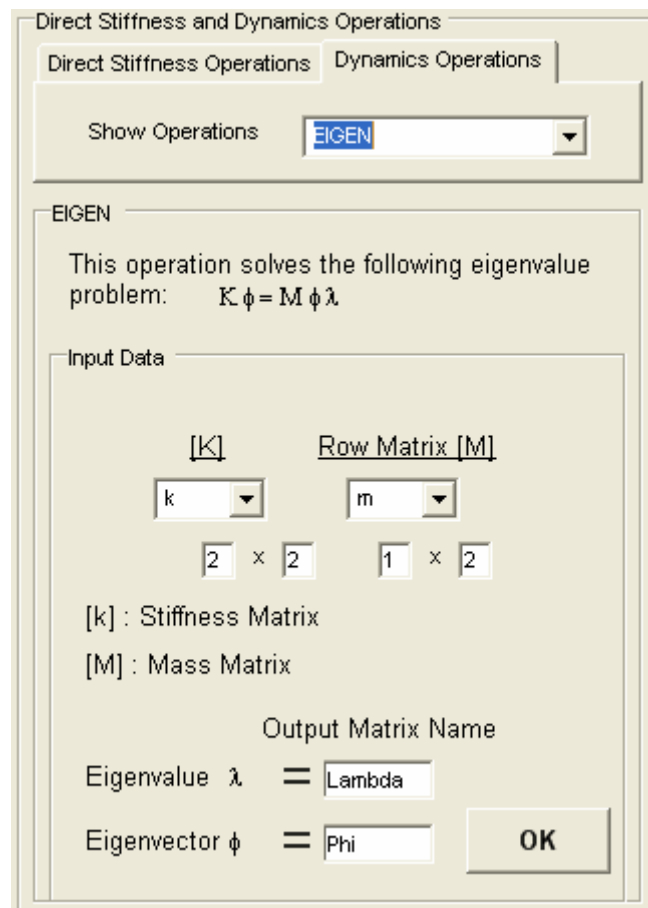 Direct Stiffness and Dynamics Operations
Direct Stiffness Operations Dynamics Operations
Show Operations EIGEN
EIGEN
This operation solves the following eigenvalue
problem: K ϕ = M ϕ λ
Input Data
[K] Row Matrix [M]
k m
2 x 2 1 x 2
[k] : Stiffness Matrix
[M] : Mass Matrix
Output Matrix Name
Eigenvalue λ = Lambda
Eigenvector ϕ = Phi OK